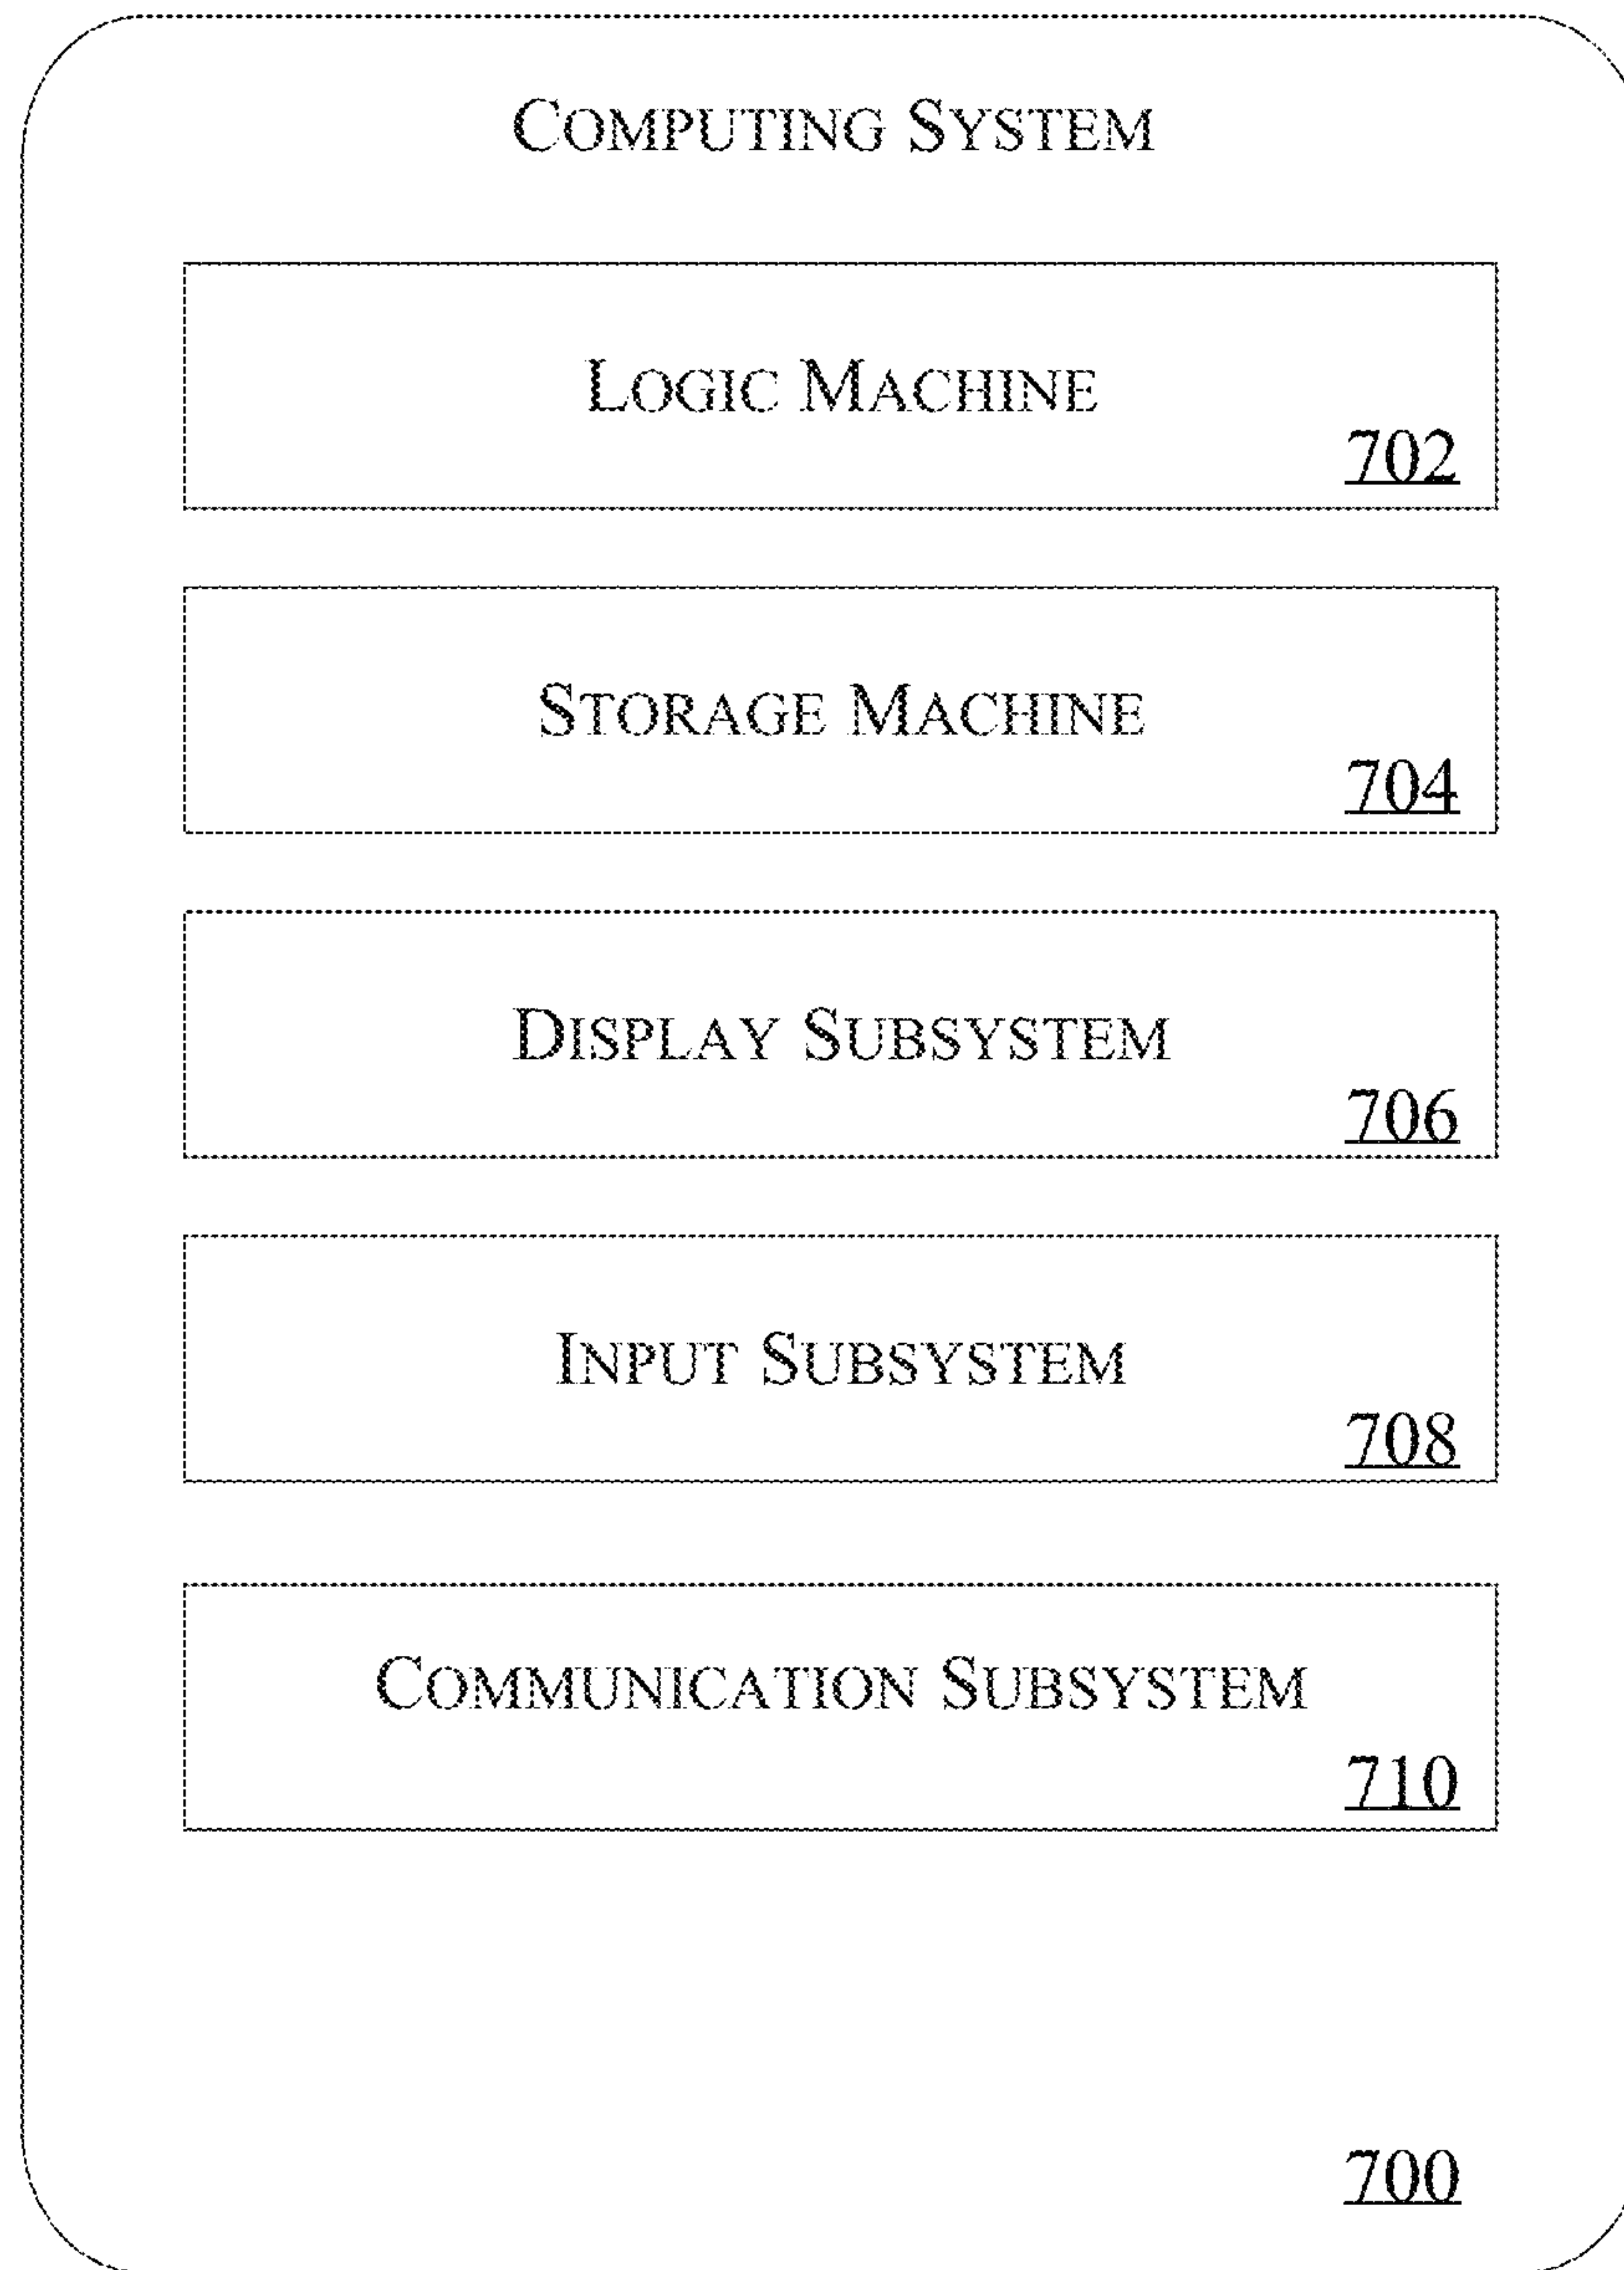 COMPUTING SYSTEM
LOGIC MACHINE
702
STORAGE MACHINE
704
DISPLAY SUBSYSTEM
706
INPUT SUBSYSTEM
708
COMMUNICATION SUBSYSTEM
710
700